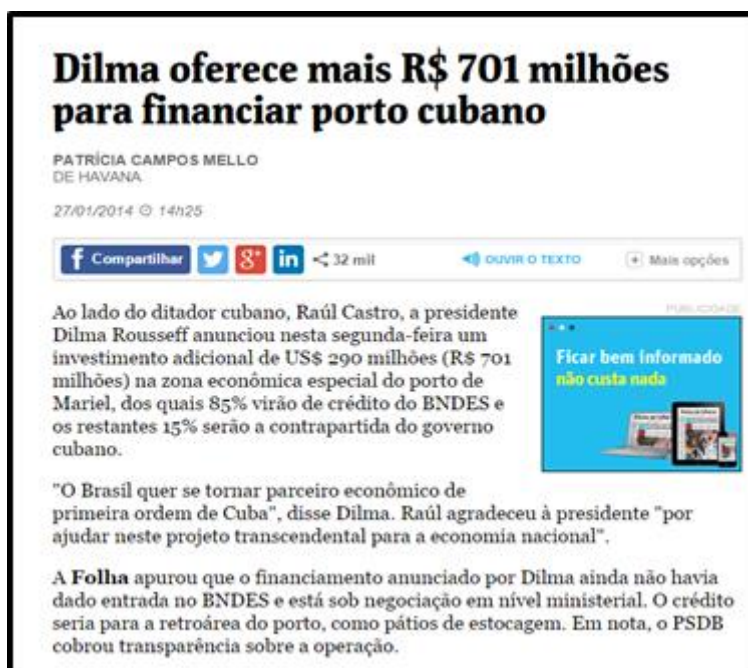 Dilma oferece mais R$ 701 milhões
para financiar porto cubano
PATRÍCIA CAMPOS MELLO
DE HAVANA
27/01/2014 14h25
f Compartilhar g+ in 32 mil OUVIR O TEXTO + Mais opções
PUBLICIDADE
Ao lado do ditador cubano, Raúl Castro, a presidente
Dilma Rousseff anunciou nesta segunda-feira um
investimento adicional de US$ 290 milhões (R$ 701
milhões) na zona econômica especial do porto de
Mariel, dos quais 85% virão de crédito do BNDES e
os restantes 15% serão a contrapartida do governo
cubano.
Ficar bem informado
não custa nada
"O Brasil quer se tornar parceiro econômico de
primeira ordem de Cuba", disse Dilma. Raúl agradeceu à presidente "por
ajudar neste projeto transcendental para a economia nacional".
A Folha apurou que o financiamento anunciado por Dilma ainda não havia
dado entrada no BNDES e está sob negociação em nível ministerial. O crédito
seria para a retroárea do porto, como pátios de estocagem. Em nota, o PSDB
cobrou transparência sobre a operação.